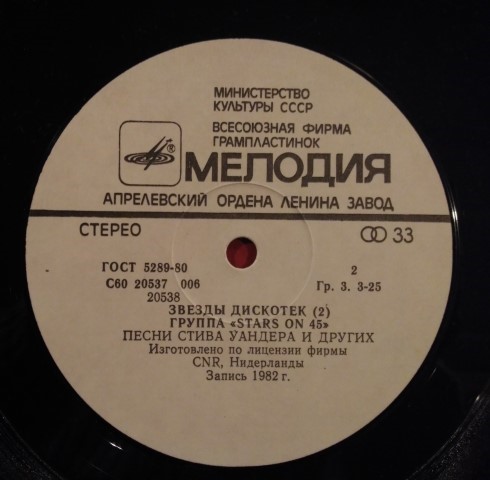 МИНИСТЕРСТВО
КУЛЬТУРЫ СССР
ВСЕСОЮЗНАЯ ФИРМА
ГРАМПЛАСТИНОК
®
МЕЛОДИЯ
АПРЕЛЕВСКИЙ ОРДЕНА ЛЕНИНА ЗАВОД
СТЕРЕО 33
ГОСТ 5289-80 2
С60 20537 006 Гр. 3. 3-25
20538
ЗВЕЗДЫ ДИСКОТЕК (2)
ГРУППА «STARS ON 45»
ПЕСНИ СТИВА УАНДЕРА И ДРУГИХ
Изготовлено по лицензии фирмы
CNR, Нидерланды
Запись 1982 г.